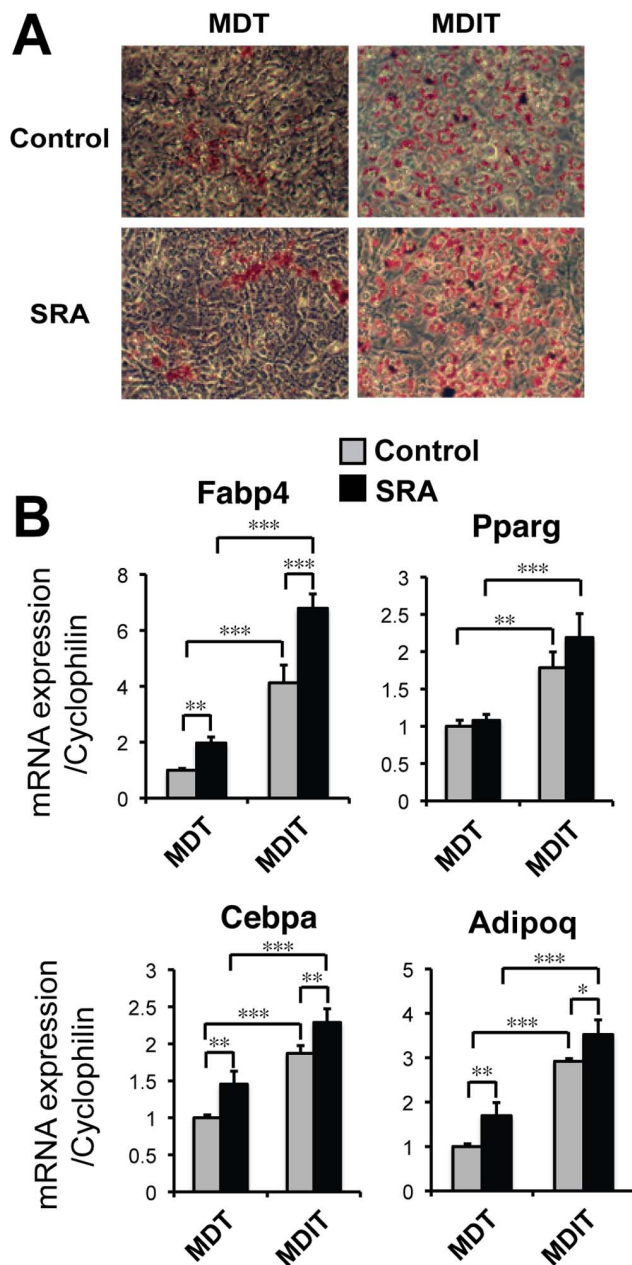 A
MDT MDIT
Control
SRA
Control
SRA
B
Fabp4
Pparg
mRNA expression
/Cyclophilin
8
6
4
2
0
***
***
***
**
MDT
MDIT
3
2.5
2
1.5
1
0.5
0
***
**
MDT
MDIT
Cebpa
Adipoq
mRNA expression
/Cyclophilin
3
2.5
2
1.5
1
0.5
0
***
**
***
**
MDT
MDIT
5
4
3
2
1
0
***
*
***
**
MDT
MDIT